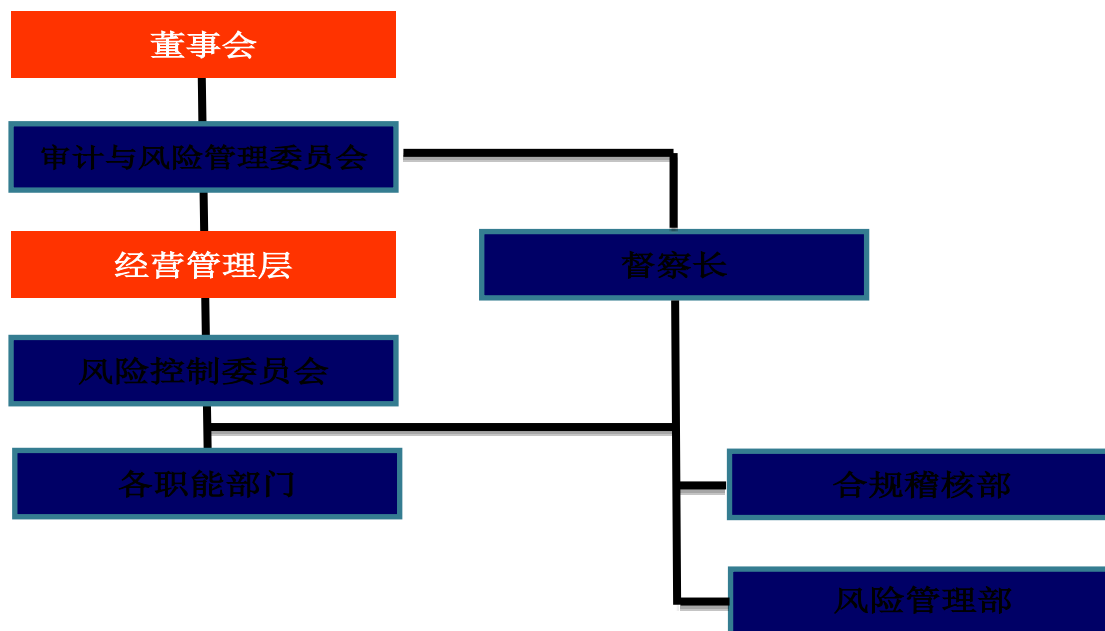 董事会
审计与风险管理委员会
经营管理层
督察长
风险控制委员会
各职能部门
合规稽核部
风险管理部